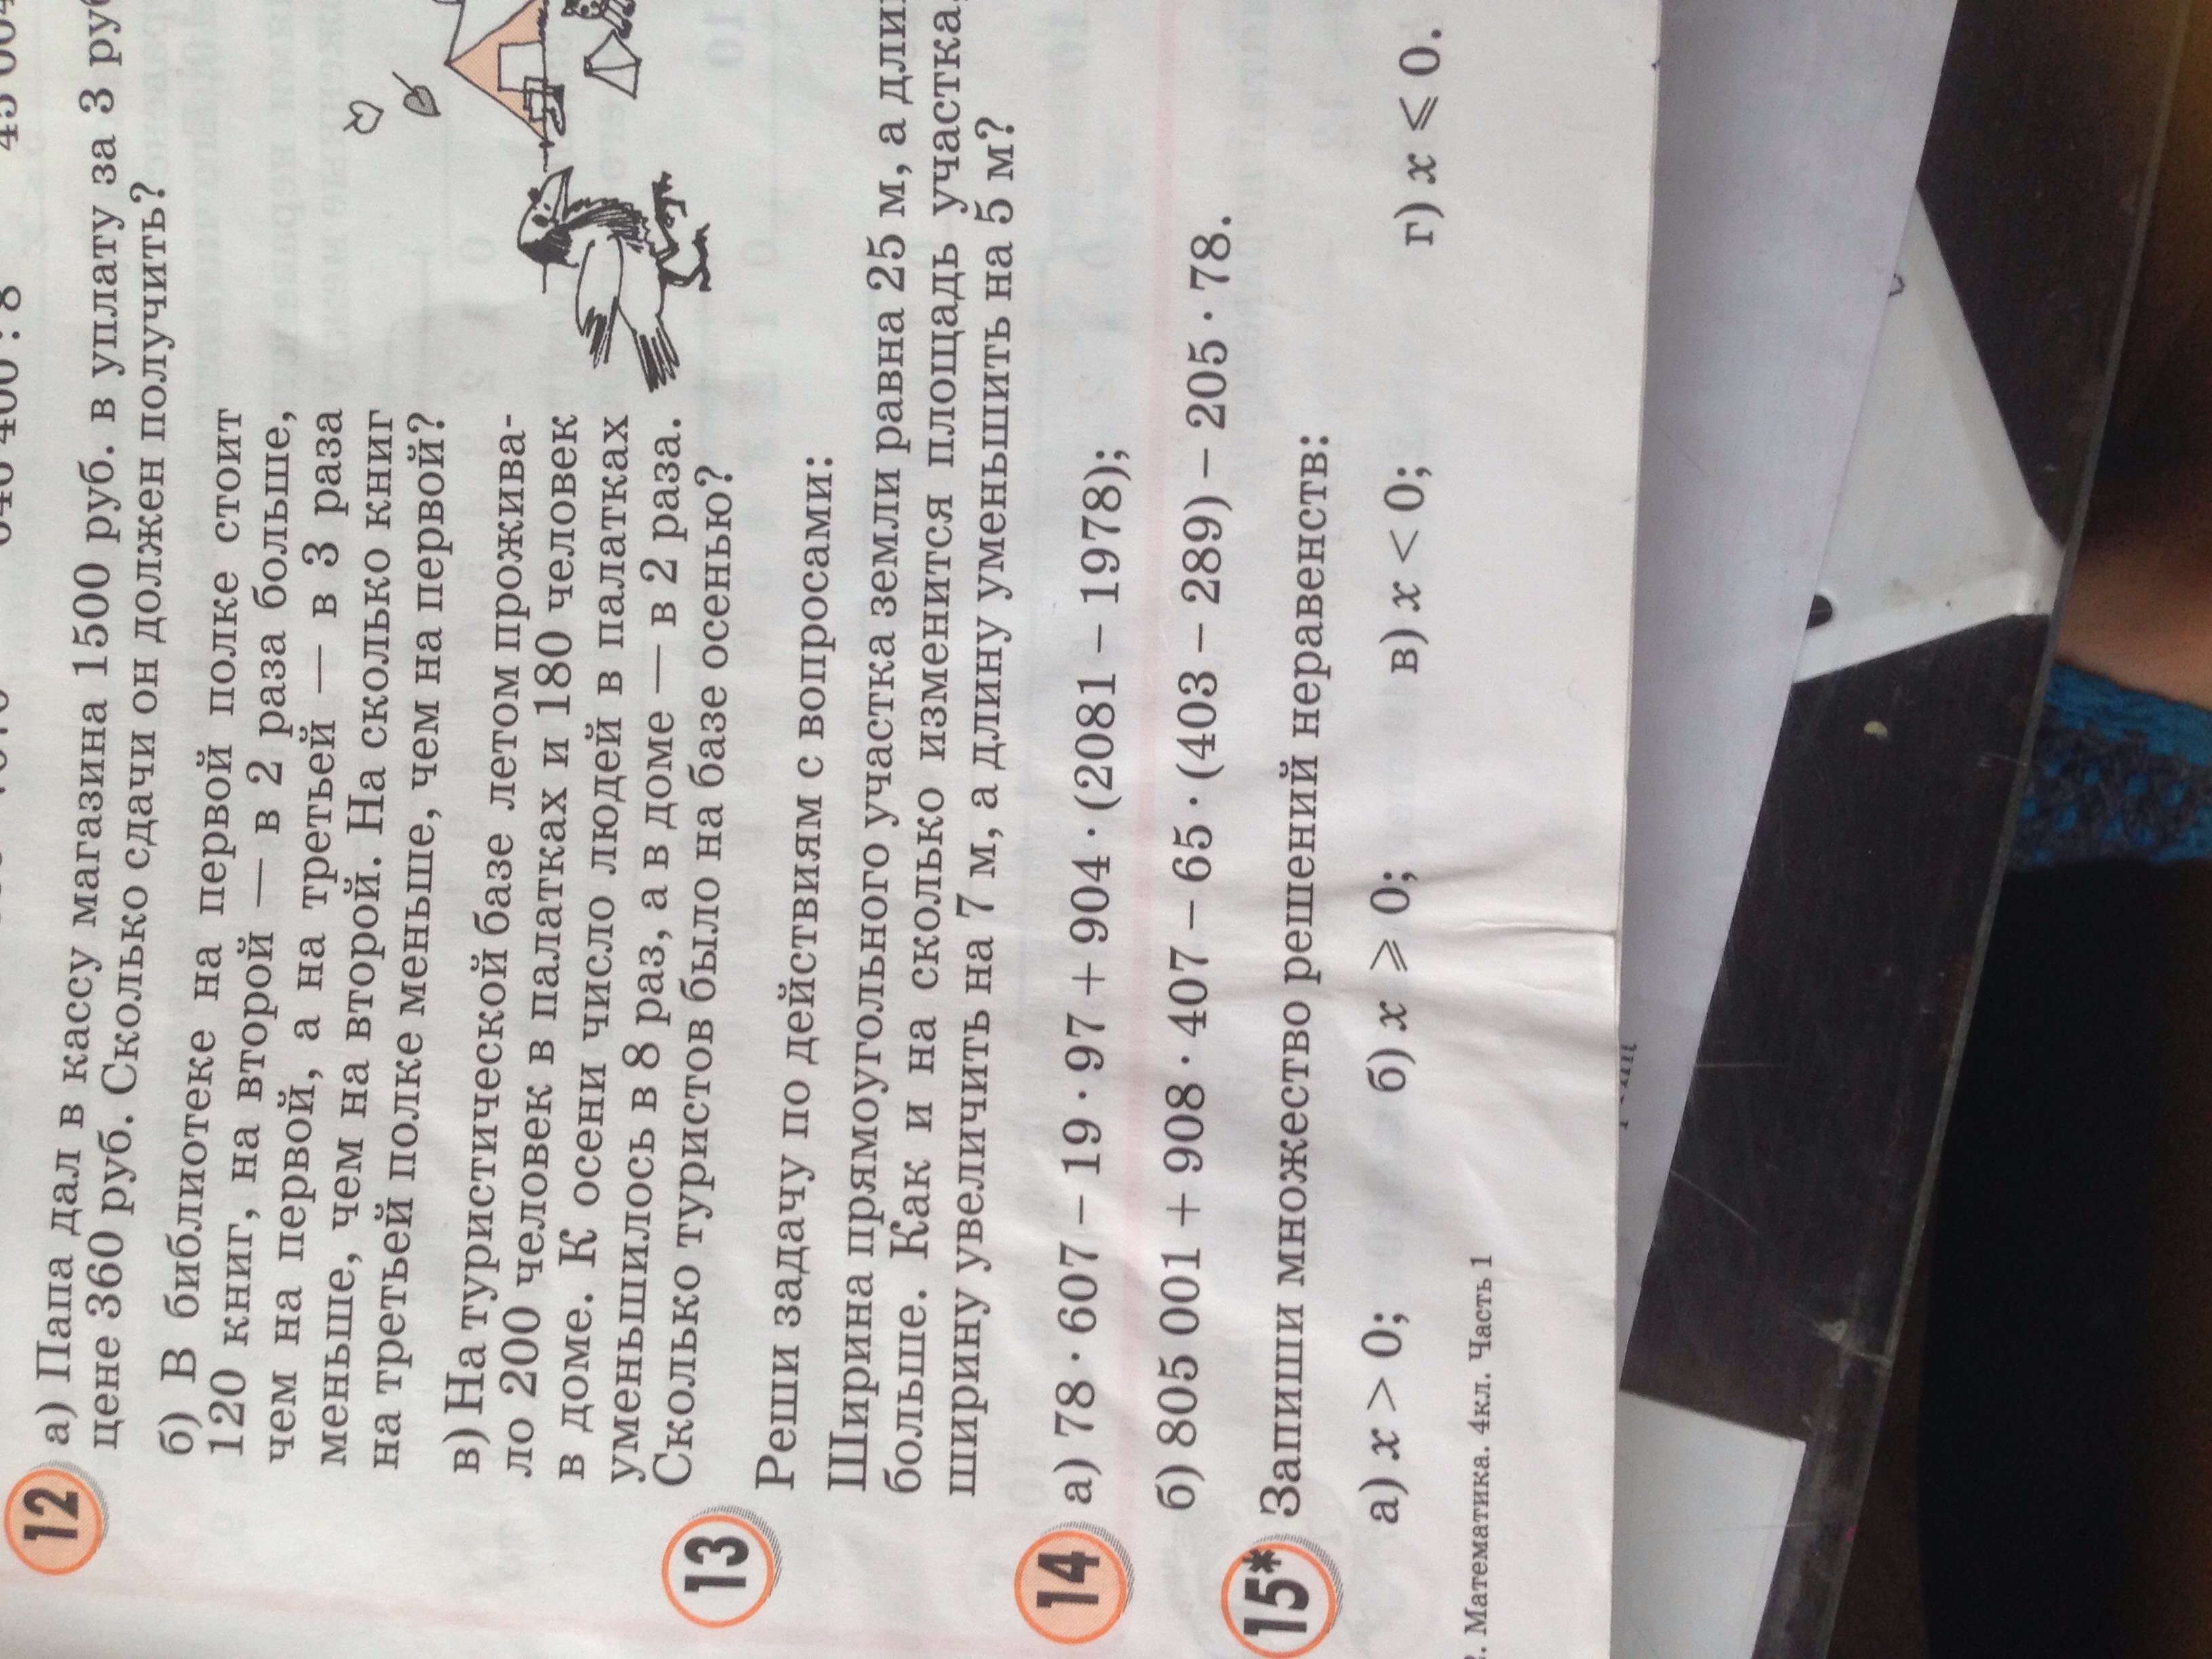 12 а) Папа дал в кассу магазина 1500 руб. в уплату за 3
цене 360 руб. Сколько сдачи он должен получить?
б) В библиотеке на первой полке стоит
120 книг, на второй — в 2 раза больше,
чем на первой, а на третьей — в 3 раза
меньше, чем на второй. На сколько книг
на третьей полке меньше, чем на первой?
в) На туристической базе летом прожива-
ло 200 человек в палатках и 180 человек
в доме. К осени число людей в палатках
уменьшилось в 8 раз, а в доме — в 2 раза.
Сколько туристов было на базе осенью?
13 Реши задачу по действиям с вопросами:
Ширина прямоугольного участка земли равна 25 м, а
больше. Как и на сколько изменится площадь участка,
ширину увеличить на 7 м, а длину уменьшить на 5 м?
14 а) 78 · 607 − 19 · 97 + 904 · (2081 − 1978);
б) 805 001 + 908 · 407 − 65 · (403 − 289) − 205 · 78.
15* Запиши множество решений неравенств:
а) x > 0; б) x ⩾ 0; в) x < 0; г) x ⩽ 0.
2. Математика. 4кл. Часть 1